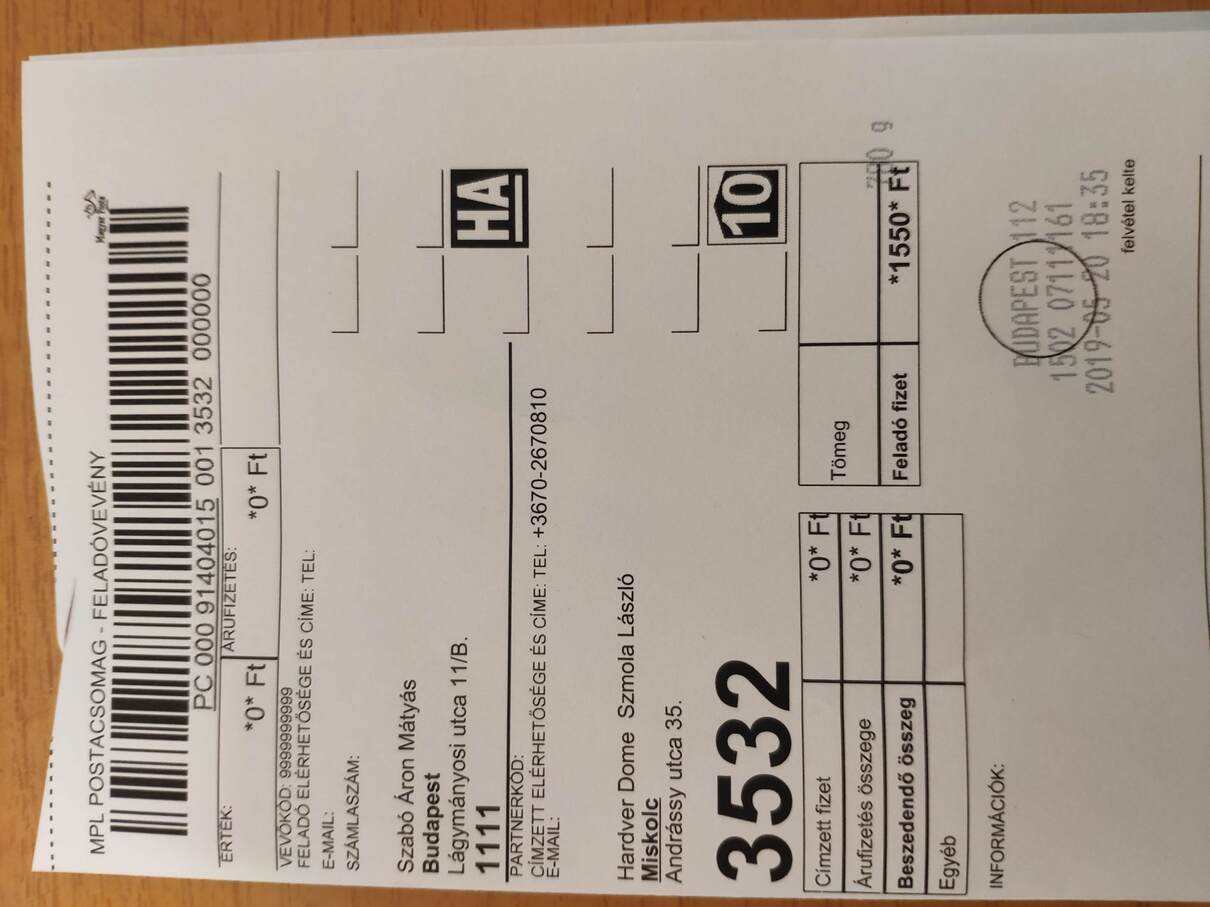 MPL POSTACSOMAG - FELADÓVEVÉNY
Magyar Posta
PC 000 91404015 001 3532 000000
ÉRTÉK:
*0* Ft
ÁRUFIZETÉS:
*0* Ft
VEVŐKÓD: 9999999999
FELADÓ ELÉRHETŐSÉGE ÉS CÍME: TEL:
E-MAIL:
SZÁMLASZÁM:
Szabó Áron Mátyás
Budapest
Lágymányosi utca 11/B.
1111
HA
PARTNERKÓD:
CÍMZETT ELÉRHETŐSÉGE ÉS CÍME: TEL: +3670-2670810
E-MAIL:
Hardver Dome Szmola László
Miskolc
Andrássy utca 35.
3532
10
Címzett fizet *0* Ft
Árufizetés összege *0* Ft
Beszedendő összeg *0* Ft
Egyéb
Tömeg
g
Feladó fizet *1550* Ft
INFORMÁCIÓK:
BUDAPEST 112
1502 07111161
2019-05-20 18:35
felvétel kelte